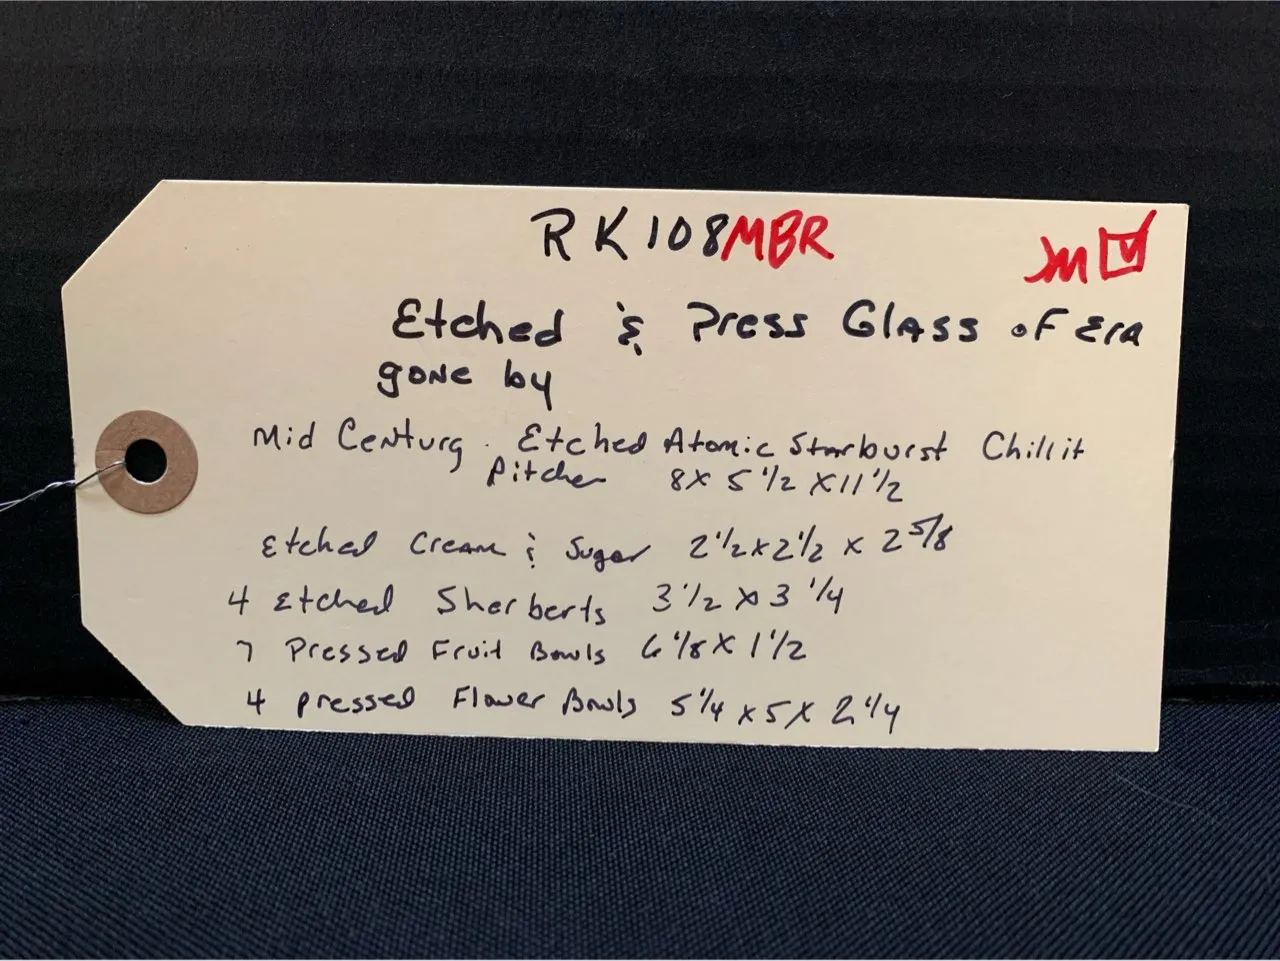 RK108MBR
M
Etched & Press Glass of Era
gone by
Mid Century. Etched Atomic Starburst Chillit
Pitcher 8x 5 1/2 x 11 1/2
Etched Cream & Sugar 2 1/2 x 2 1/2 x 2 5/8
4 Etched Sherberts 3 1/2 x 3 1/4
7 Pressed Fruit Bowls 6 1/8 x 1 1/2
4 pressed Flower Bowls 5 1/4 x 5 x 2 1/4